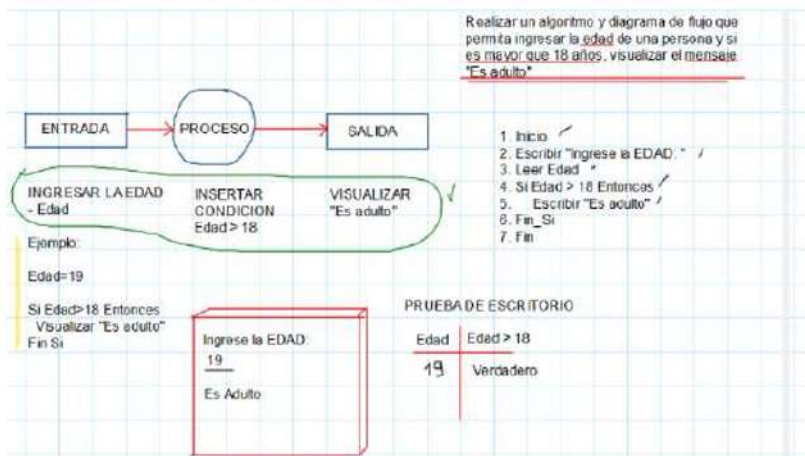 Realizar un algoritmo y diagrama de flujo que
permita ingresar la edad de una persona y si
es mayor que 18 años, visualizar el mensaje
"Es adulto"
ENTRADA
PROCESO
SALIDA
INGRESAR LA EDAD
- Edad
INSERTAR
CONDICION
Edad > 18
VISUALIZAR
"Es adulto"
1. Inicio
2. Escribir "Ingrese la EDAD: "
3. Leer Edad
4. Si Edad > 18 Entonces
5. Escribir "Es adulto"
6. Fin_Si
7. Fin
Ejemplo:
Edad=19
Si Edad>18 Entonces
Visualizar "Es adulto"
Fin Si
Ingrese la EDAD:
19
Es Adulto
PRUEBA DE ESCRITORIO
Edad Edad > 18
19 Verdadero